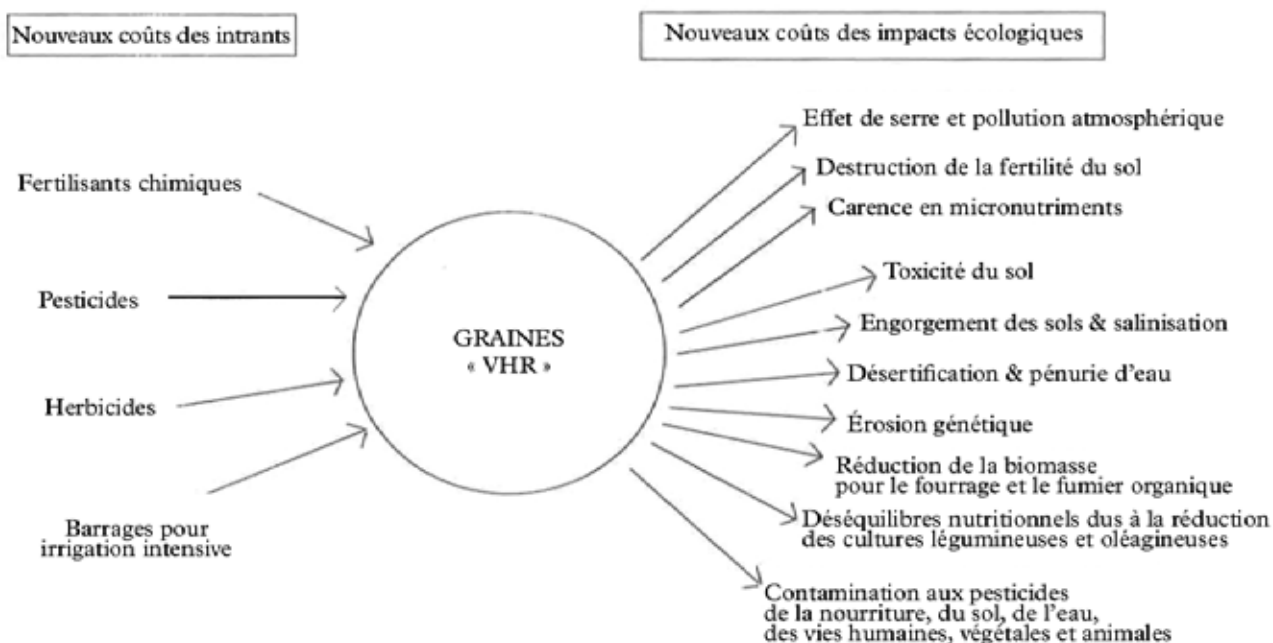 Nouveaux coûts des intrants
Nouveaux coûts des impacts écologiques
Fertilisants chimiques
Pesticides
Herbicides
Barrages pour
irrigation intensive
GRAINES
« VHR »
Effet de serre et pollution atmosphérique
Destruction de la fertilité du sol
Carence en micronutriments
Toxicité du sol
Engorgement des sols & salinisation
Désertification & pénurie d'eau
Érosion génétique
Réduction de la biomasse
pour le fourrage et le fumier organique
Déséquilibres nutritionnels dus à la réduction
des cultures légumineuses et oléagineuses
Contamination aux pesticides
de la nourriture, du sol, de l'eau,
des vies humaines, végétales et animales